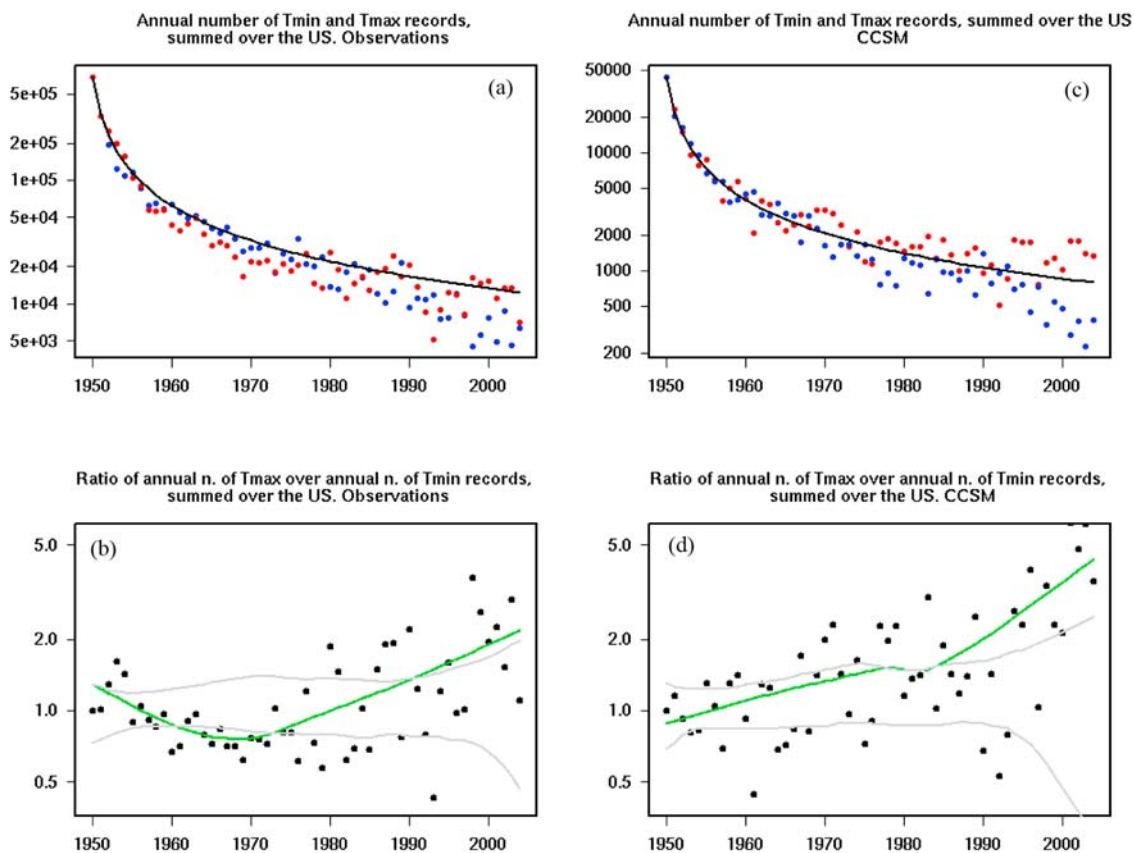 Annual number of Tmin and Tmax records,
summed over the US. Observations
(a)
5e+05
2e+05
1e+05
5e+04
2e+04
1e+04
5e+03
1950 1960 1970 1980 1990 2000
Annual number of Tmin and Tmax records, summed over the US
CCSM
(c)
50000
20000
10000
5000
2000
1000
500
200
1950 1960 1970 1980 1990 2000
Ratio of annual n. of Tmax over annual n. of Tmin records,
summed over the US. Observations
(b)
5.0
2.0
1.0
0.5
1950 1960 1970 1980 1990 2000
Ratio of annual n. of Tmax over annual n. of Tmin records,
summed over the US. CCSM
(d)
5.0
2.0
1.0
0.5
1950 1960 1970 1980 1990 2000